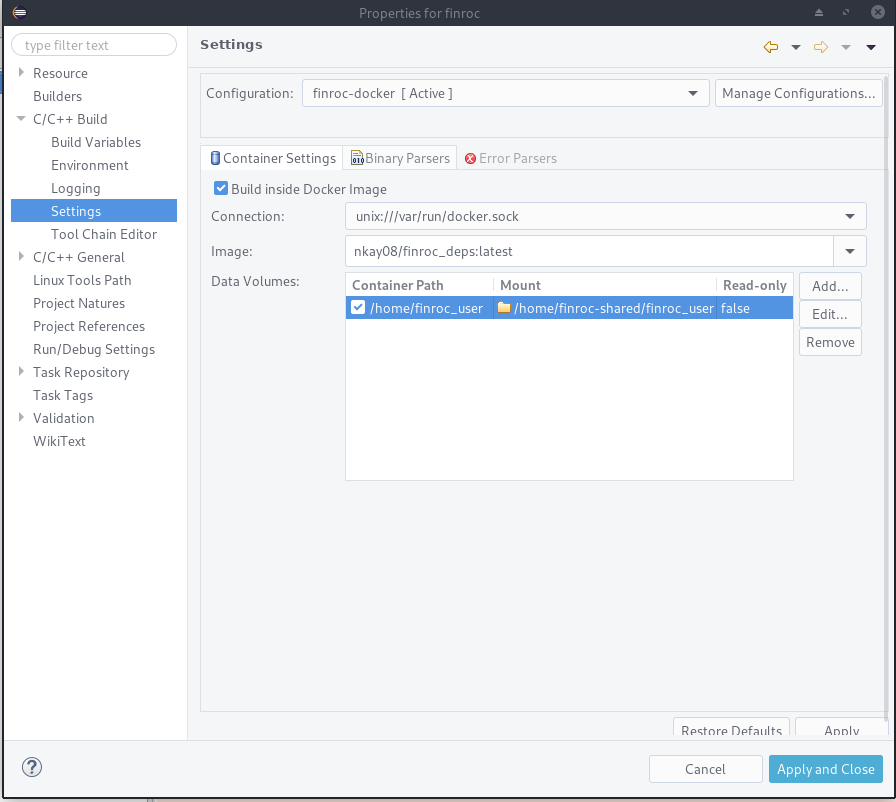 Properties for finroc
type filter text
Resource
Builders
C/C++ Build
Build Variables
Environment
Logging
Settings
Tool Chain Editor
C/C++ General
Linux Tools Path
Project Natures
Project References
Run/Debug Settings
Task Repository
Task Tags
Validation
WikiText
Settings
Configuration: finroc-docker [ Active ] Manage Configurations...
Container Settings Binary Parsers Error Parsers
Build inside Docker Image
Connection: unix:///var/run/docker.sock
Image: nkay08/finroc_deps:latest
Data Volumes: Container Path Mount Read-only Add...
/home/finroc_user /home/finroc-shared/finroc_user false
Edit...
Remove
Restore Defaults Apply
? Cancel Apply and Close